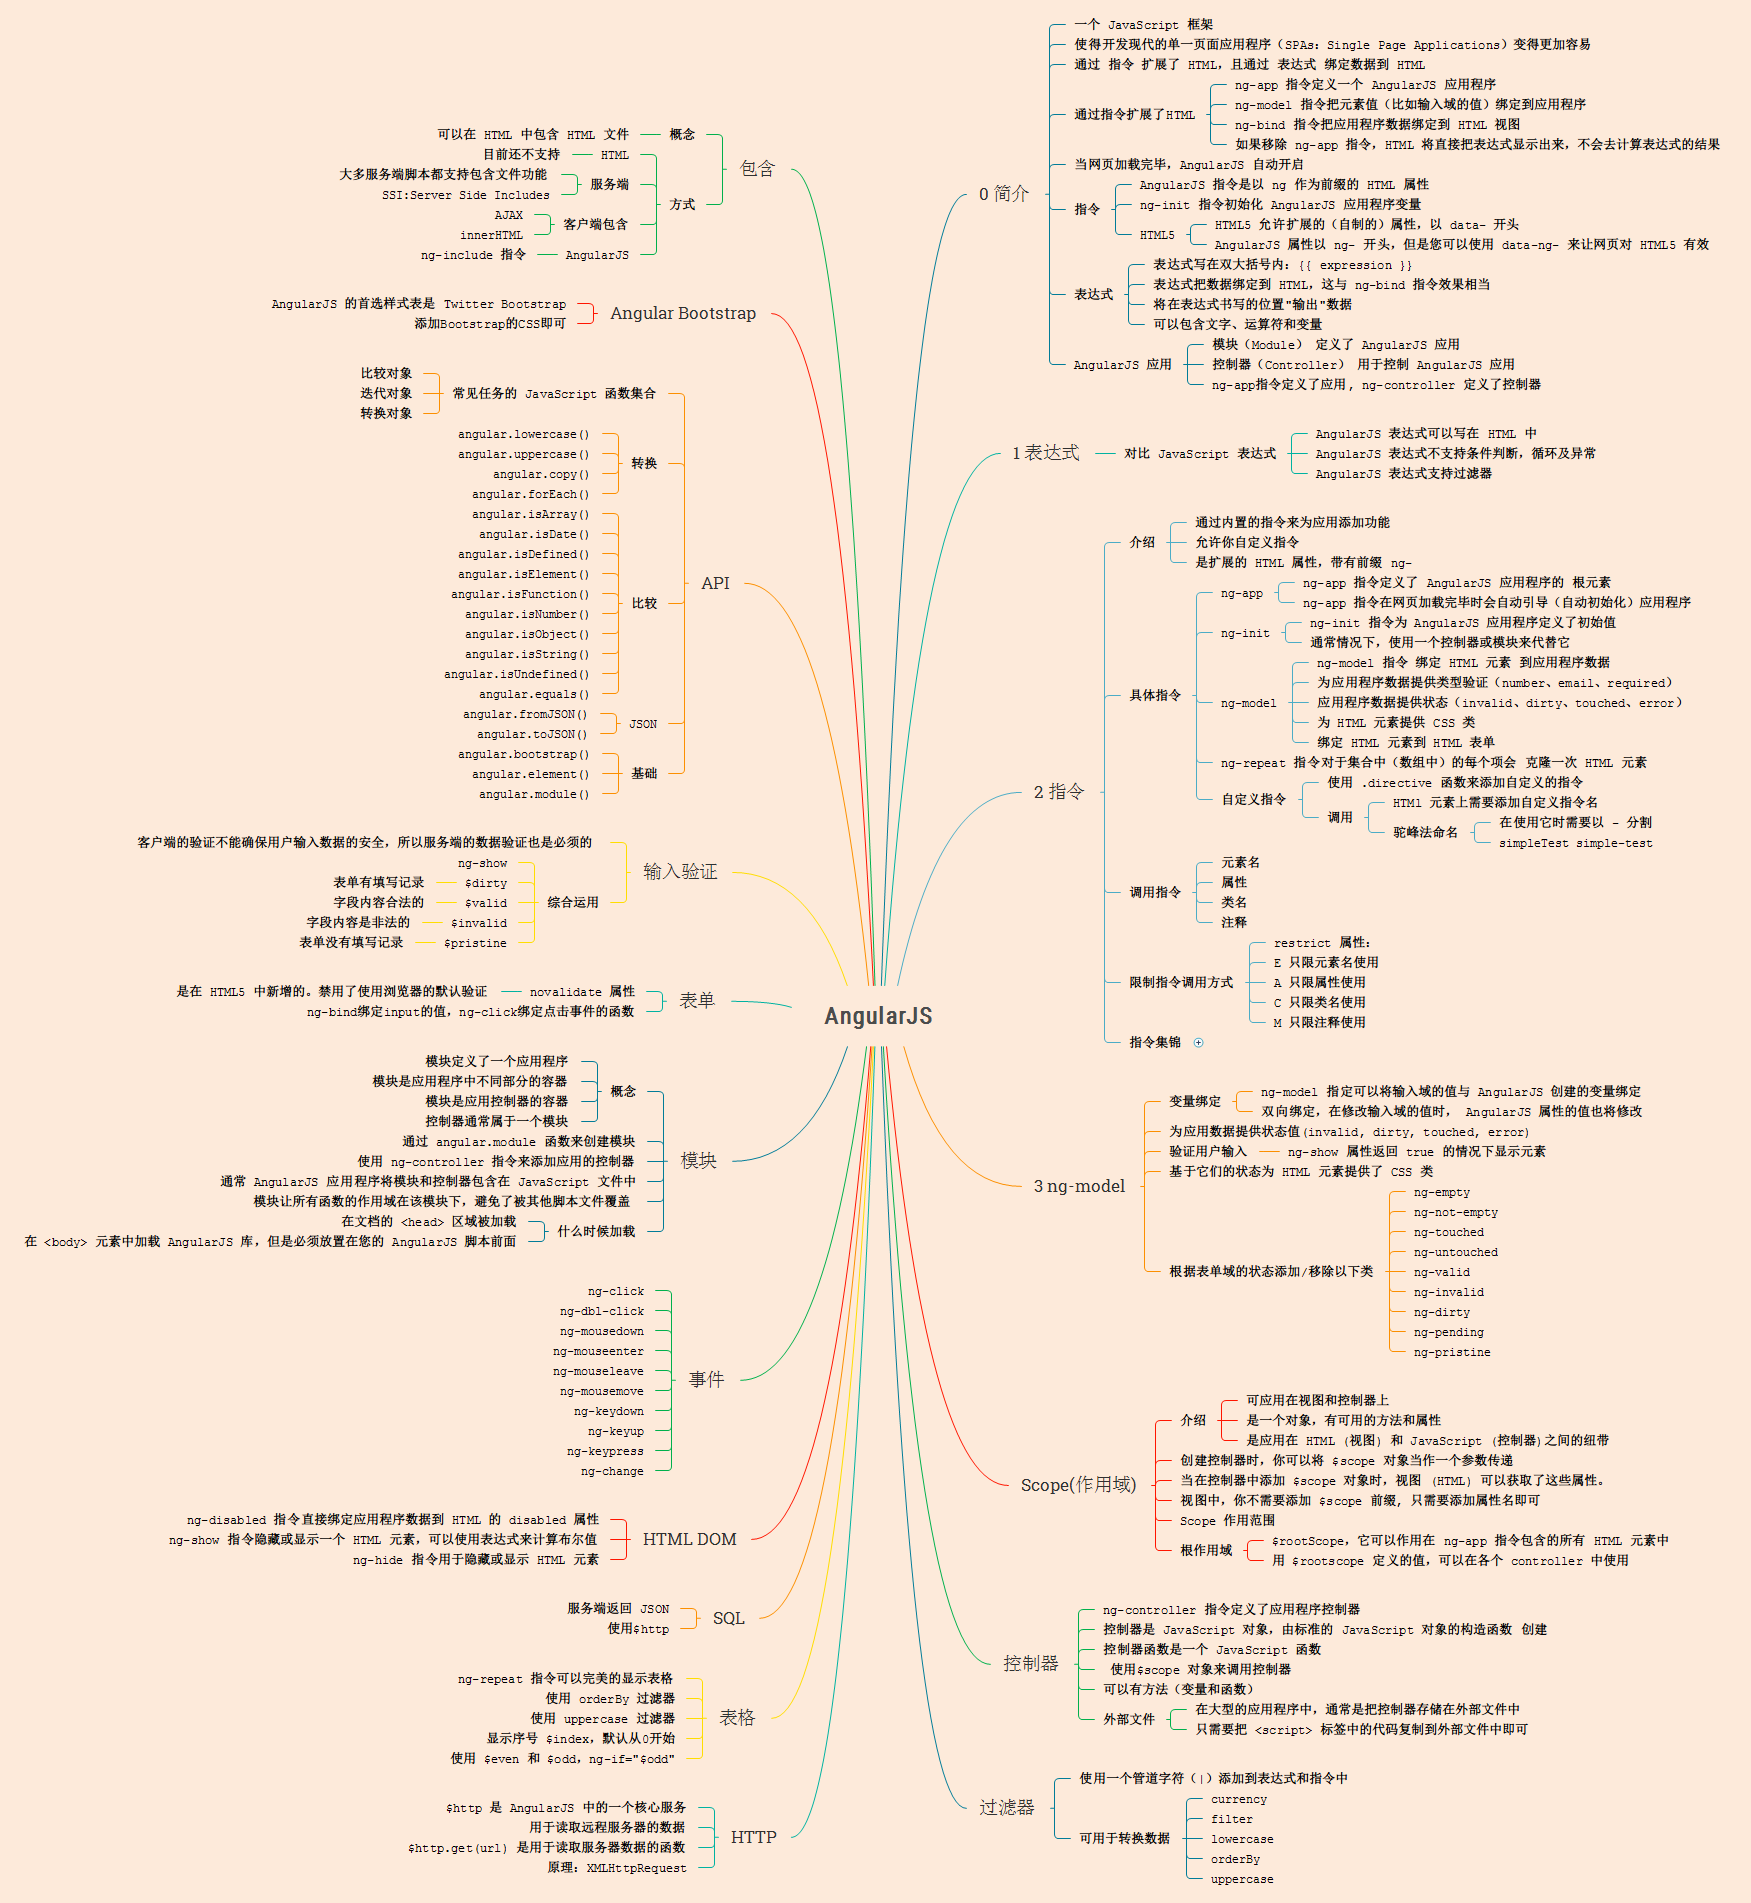 AngularJS
0 简介
一个 JavaScript 框架
使得开发现代的单一页面应用程序（SPAs：Single Page Applications）变得更加容易
通过 指令 扩展了 HTML，且通过 表达式 绑定数据到 HTML
通过指令扩展了HTML
ng-app 指令定义一个 AngularJS 应用程序
ng-model 指令把元素值（比如输入域的值）绑定到应用程序
ng-bind 指令把应用程序数据绑定到 HTML 视图
如果移除 ng-app 指令，HTML 将直接把表达式显示出来，不会去计算表达式的结果
当网页加载完毕，AngularJS 自动开启
指令
AngularJS 指令是以 ng 作为前缀的 HTML 属性
ng-init 指令初始化 AngularJS 应用程序变量
HTML5
HTML5 允许扩展的（自制的）属性，以 data- 开头
AngularJS 属性以 ng- 开头，但是您可以使用 data-ng- 来让网页对 HTML5 有效
表达式
表达式写在双大括号内：{{ expression }}
表达式把数据绑定到 HTML，这与 ng-bind 指令效果相当
将在表达式书写的位置"输出"数据
可以包含文字、运算符和变量
AngularJS 应用
模块（Module） 定义了 AngularJS 应用
控制器（Controller） 用于控制 AngularJS 应用
ng-app指令定义了应用, ng-controller 定义了控制器
1 表达式
对比 JavaScript 表达式
AngularJS 表达式可以写在 HTML 中
AngularJS 表达式不支持条件判断，循环及异常
AngularJS 表达式支持过滤器
2 指令
介绍
通过内置的指令来为应用添加功能
允许你自定义指令
是扩展的 HTML 属性，带有前缀 ng-
具体指令
ng-app
ng-app 指令定义了 AngularJS 应用程序的 根元素
ng-app 指令在网页加载完毕时会自动引导（自动初始化）应用程序
ng-init
ng-init 指令为 AngularJS 应用程序定义了初始值
通常情况下，使用一个控制器或模块来代替它
ng-model
ng-model 指令 绑定 HTML 元素 到应用程序数据
为应用程序数据提供类型验证（number、email、required）
应用程序数据提供状态（invalid、dirty、touched、error）
为 HTML 元素提供 CSS 类
绑定 HTML 元素到 HTML 表单
ng-repeat 指令对于集合中（数组中）的每个项会 克隆一次 HTML 元素
自定义指令
使用 .directive 函数来添加自定义的指令
调用
HTMl 元素上需要添加自定义指令名
驼峰法命名
在使用它时需要以 - 分割
simpleTest simple-test
调用指令
元素名
属性
类名
注释
限制指令调用方式
restrict 属性：
E 只限元素名使用
A 只限属性使用
C 只限类名使用
M 只限注释使用
指令集锦
3 ng-model
变量绑定
ng-model 指定可以将输入域的值与 AngularJS 创建的变量绑定
双向绑定，在修改输入域的值时， AngularJS 属性的值也将修改
为应用数据提供状态值(invalid, dirty, touched, error)
验证用户输入
ng-show 属性返回 true 的情况下显示元素
基于它们的状态为 HTML 元素提供了 CSS 类
根据表单域的状态添加/移除以下类
ng-empty
ng-not-empty
ng-touched
ng-untouched
ng-valid
ng-invalid
ng-dirty
ng-pending
ng-pristine
Scope(作用域)
介绍
可应用在视图和控制器上
是一个对象，有可用的方法和属性
是应用在 HTML (视图) 和 JavaScript (控制器)之间的纽带
创建控制器时，你可以将 $scope 对象当作一个参数传递
当在控制器中添加 $scope 对象时，视图 (HTML) 可以获取了这些属性。
视图中，你不需要添加 $scope 前缀, 只需要添加属性名即可
Scope 作用范围
根作用域
$rootScope，它可以作用在 ng-app 指令包含的所有 HTML 元素中
用 $rootscope 定义的值，可以在各个 controller 中使用
控制器
ng-controller 指令定义了应用程序控制器
控制器是 JavaScript 对象，由标准的 JavaScript 对象的构造函数 创建
控制器函数是一个 JavaScript 函数
使用$scope 对象来调用控制器
可以有方法（变量和函数）
外部文件
在大型的应用程序中，通常是把控制器存储在外部文件中
只需要把 <script> 标签中的代码复制到外部文件中即可
过滤器
使用一个管道字符（|）添加到表达式和指令中
可用于转换数据
currency
filter
lowercase
orderBy
uppercase
包含
概念
可以在 HTML 中包含 HTML 文件
方式
HTML
目前还不支持
服务端
大多服务端脚本都支持包含文件功能
SSI:Server Side Includes
客户端包含
AJAX
innerHTML
AngularJS
ng-include 指令
Angular Bootstrap
AngularJS 的首选样式表是 Twitter Bootstrap
添加Bootstrap的CSS即可
API
常见任务的 JavaScript 函数集合
比较对象
迭代对象
转换对象
转换
angular.lowercase()
angular.uppercase()
angular.copy()
angular.forEach()
比较
angular.isArray()
angular.isDate()
angular.isDefined()
angular.isElement()
angular.isFunction()
angular.isNumber()
angular.isObject()
angular.isString()
angular.isUndefined()
angular.equals()
JSON
angular.fromJSON()
angular.toJSON()
基础
angular.bootstrap()
angular.element()
angular.module()
输入验证
客户端的验证不能确保用户输入数据的安全，所以服务端的数据验证也是必须的
综合运用
ng-show
$dirty
表单有填写记录
$valid
字段内容合法的
$invalid
字段内容是非法的
$pristine
表单没有填写记录
表单
novalidate 属性
是在 HTML5 中新增的。禁用了使用浏览器的默认验证
ng-bind绑定input的值，ng-click绑定点击事件的函数
模块
概念
模块定义了一个应用程序
模块是应用程序中不同部分的容器
模块是应用控制器的容器
控制器通常属于一个模块
通过 angular.module 函数来创建模块
使用 ng-controller 指令来添加应用的控制器
通常 AngularJS 应用程序将模块和控制器包含在 JavaScript 文件中
模块让所有函数的作用域在该模块下，避免了被其他脚本文件覆盖
什么时候加载
在文档的 <head> 区域被加载
在 <body> 元素中加载 AngularJS 库，但是必须放置在您的 AngularJS 脚本前面
事件
ng-click
ng-dbl-click
ng-mousedown
ng-mouseenter
ng-mouseleave
ng-mousemove
ng-keydown
ng-keyup
ng-keypress
ng-change
HTML DOM
ng-disabled 指令直接绑定应用程序数据到 HTML 的 disabled 属性
ng-show 指令隐藏或显示一个 HTML 元素，可以使用表达式来计算布尔值
ng-hide 指令用于隐藏或显示 HTML 元素
SQL
服务端返回 JSON
使用$http
表格
ng-repeat 指令可以完美的显示表格
使用 orderBy 过滤器
使用 uppercase 过滤器
显示序号 $index，默认从0开始
使用 $even 和 $odd，ng-if="$odd"
HTTP
$http 是 AngularJS 中的一个核心服务
用于读取远程服务器的数据
$http.get(url) 是用于读取服务器数据的函数
原理：XMLHttpRequest